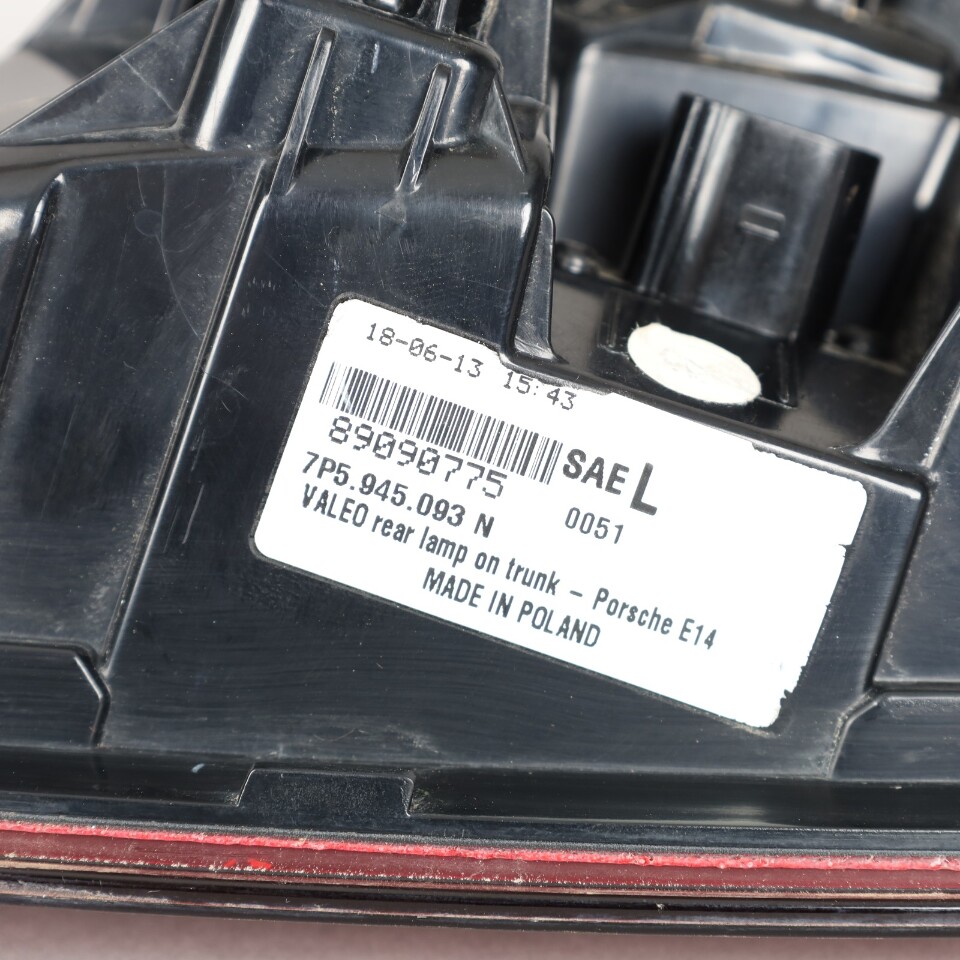 18-06-13 15:43
89090775
SAE L
7P5.945.093 N
0051
VALEO rear lamp on trunk - Porsche E14
MADE IN POLAND